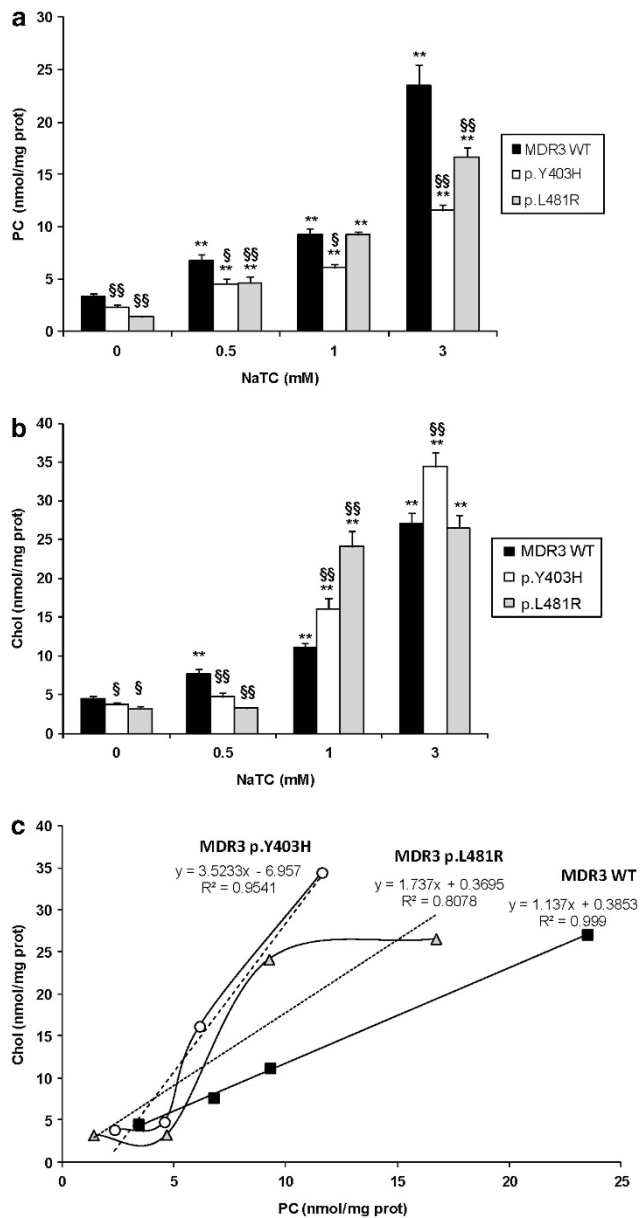 a
30
25
20
15
10
5
0
PC (nmol/mg prot)
§§
§§
**
§
**
§§
**
**
§
**
**
**
§§
**
§§
**
MDR3 WT
p.Y403H
p.L481R
0
0.5
1
3
NaTC (mM)
b
40
35
30
25
20
15
10
5
0
Chol (nmol/mg prot)
§
§
**
§§
§§
**
§§
**
§§
**
**
§§
**
**
MDR3 WT
p.Y403H
p.L481R
0
0.5
1
3
NaTC (mM)
c
40
35
30
25
20
15
10
5
0
Chol (nmol/mg prot)
MDR3 p.Y403H
y = 3.5233x - 6.957
R² = 0.9541
MDR3 p.L481R
y = 1.737x + 0.3695
R² = 0.8078
MDR3 WT
y = 1.137x + 0.3853
R² = 0.999
0
5
10
15
20
25
PC (nmol/mg prot)